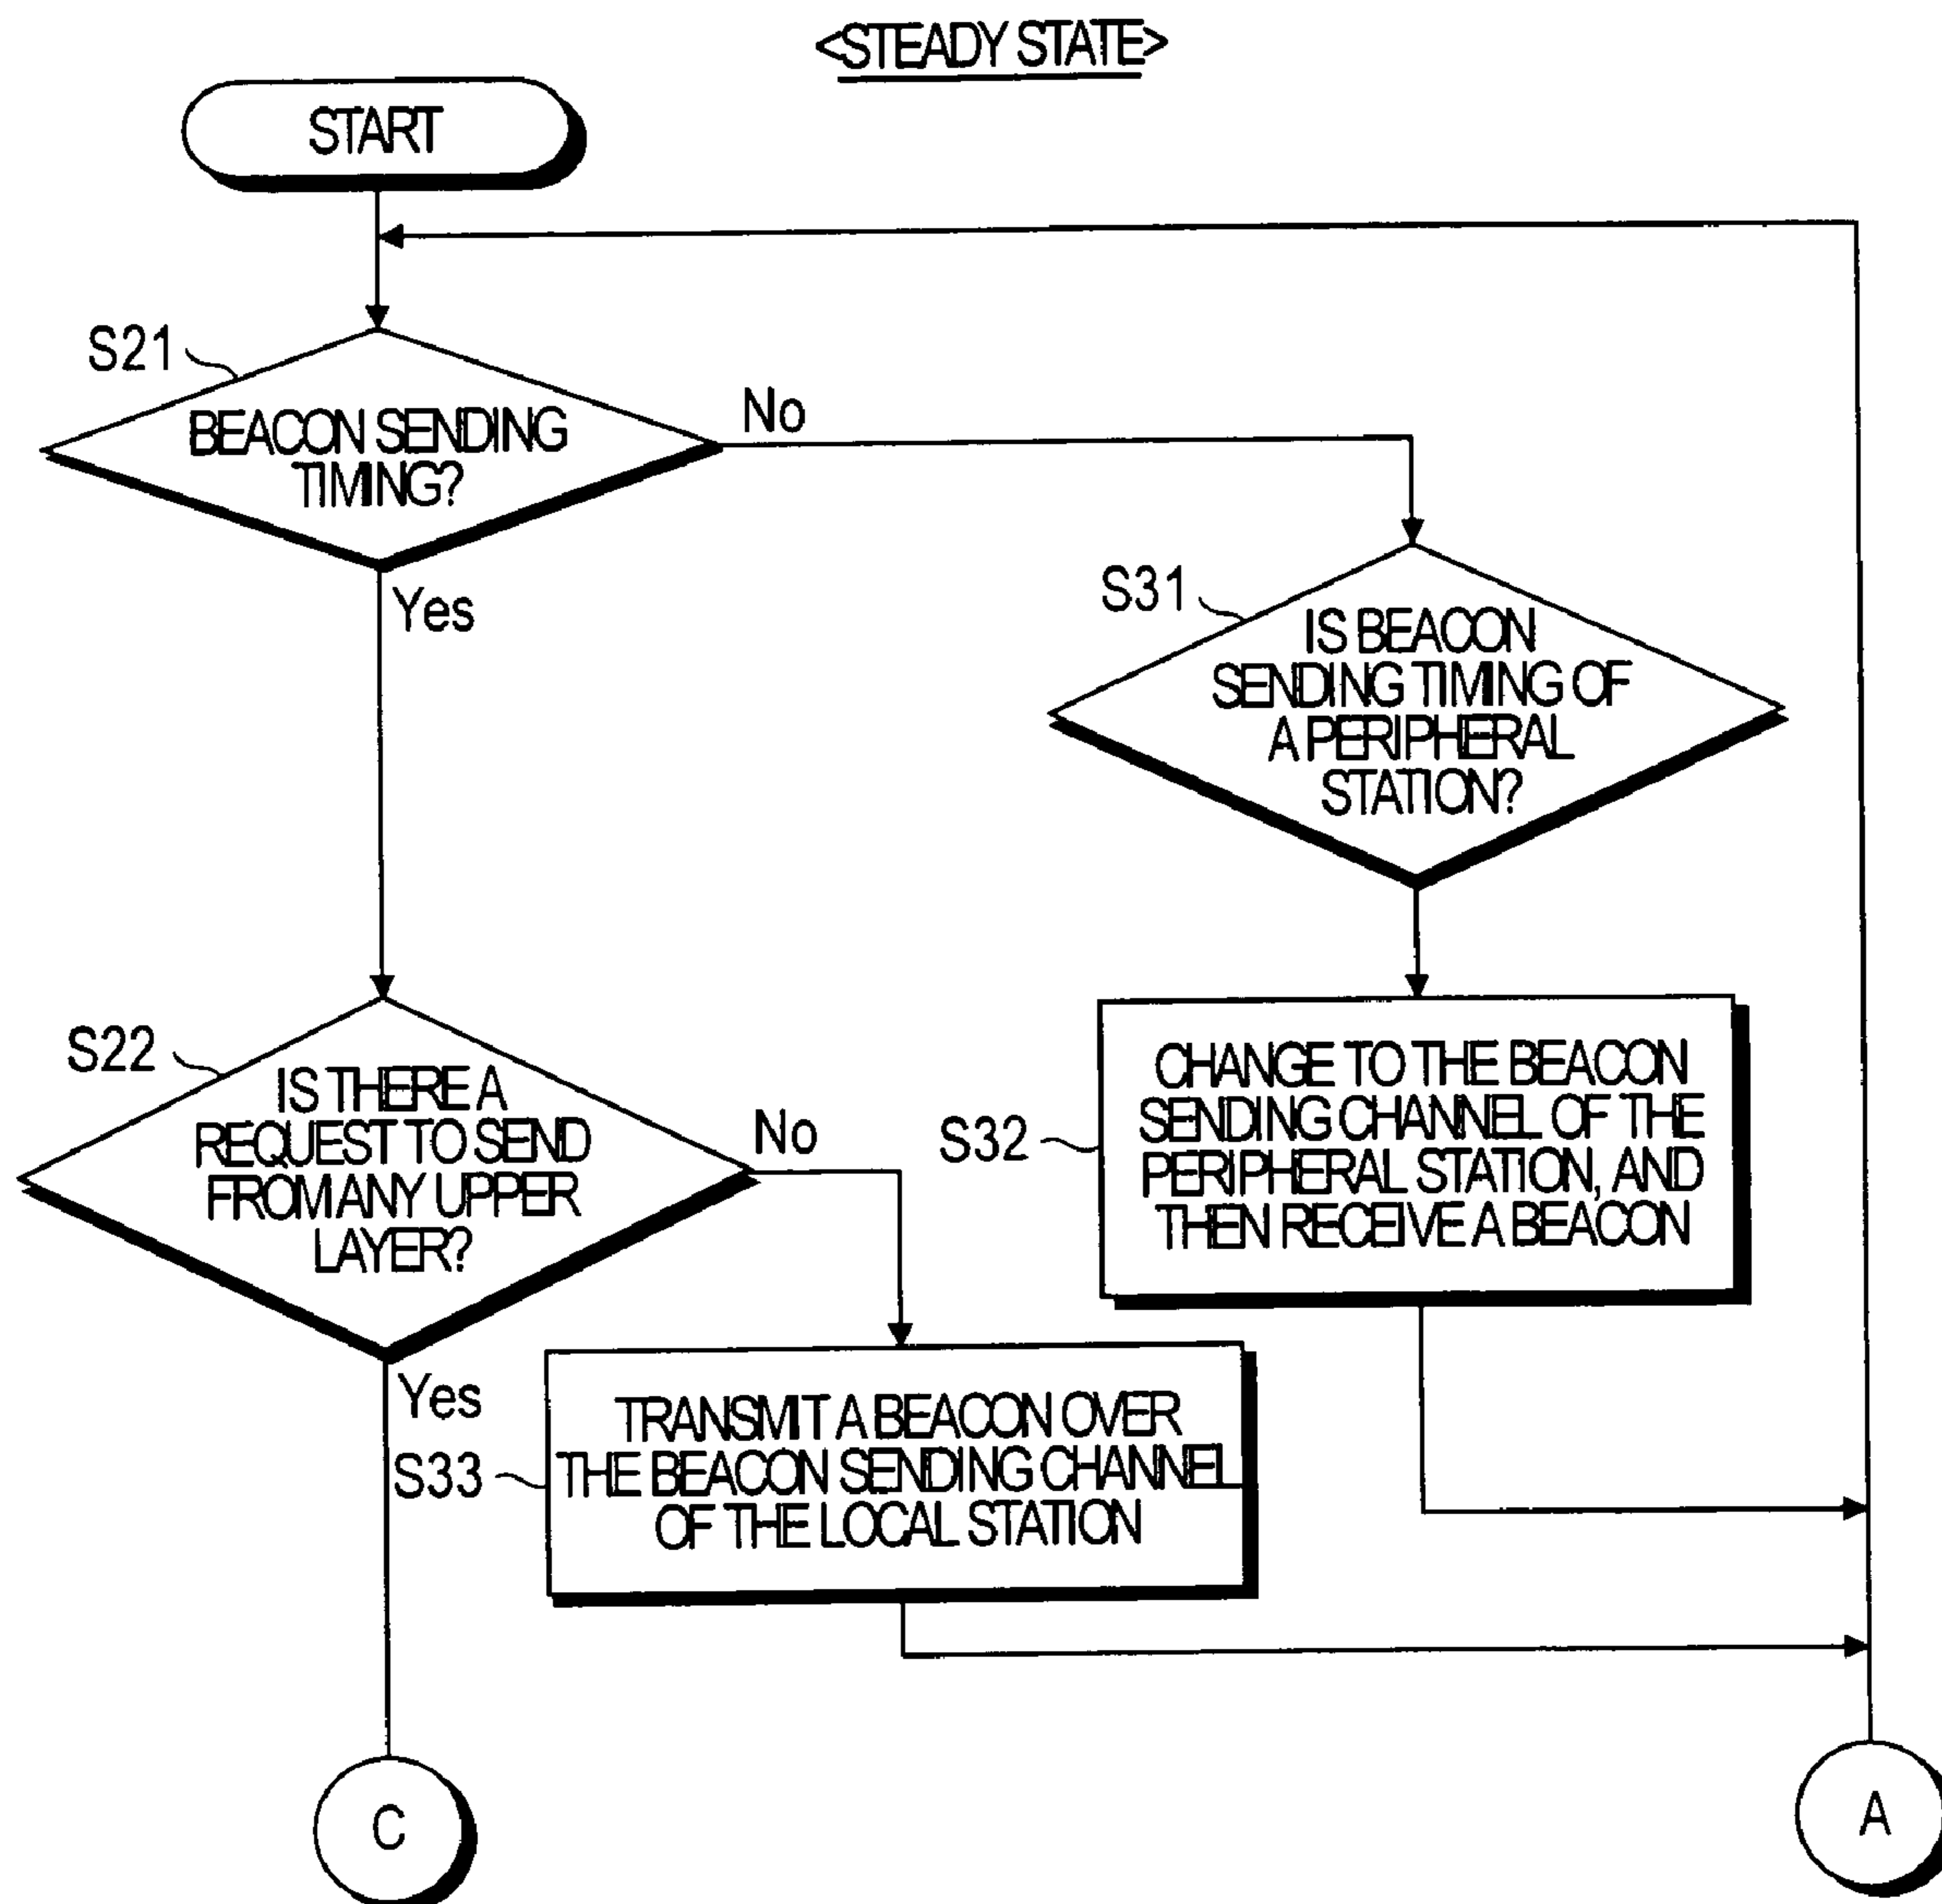 <STEADY STATE>
START
S21
BEACON SENDING
TIMING?
No
Yes
S31
IS BEACON
SENDING TIMING OF
A PERIPHERAL
STATION?
S22
IS THERE A
REQUEST TO SEND
FROM ANY UPPER
LAYER?
No
Yes
S32
CHANGE TO THE BEACON
SENDING CHANNEL OF THE
PERIPHERAL STATION, AND
THEN RECEIVE A BEACON
S33
TRANSMIT A BEACON OVER
THE BEACON SENDING CHANNEL
OF THE LOCAL STATION
C
A